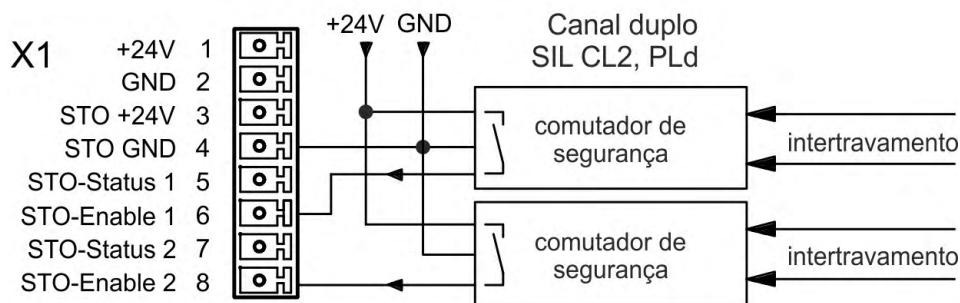 X1
+24V 1
GND 2
STO +24V 3
STO GND 4
STO-Status 1 5
STO-Enable 1 6
STO-Status 2 7
STO-Enable 2 8
+24V GND
Canal duplo
SIL CL2, PLd
comutador de
segurança
intertravamento
comutador de
segurança
intertravamento